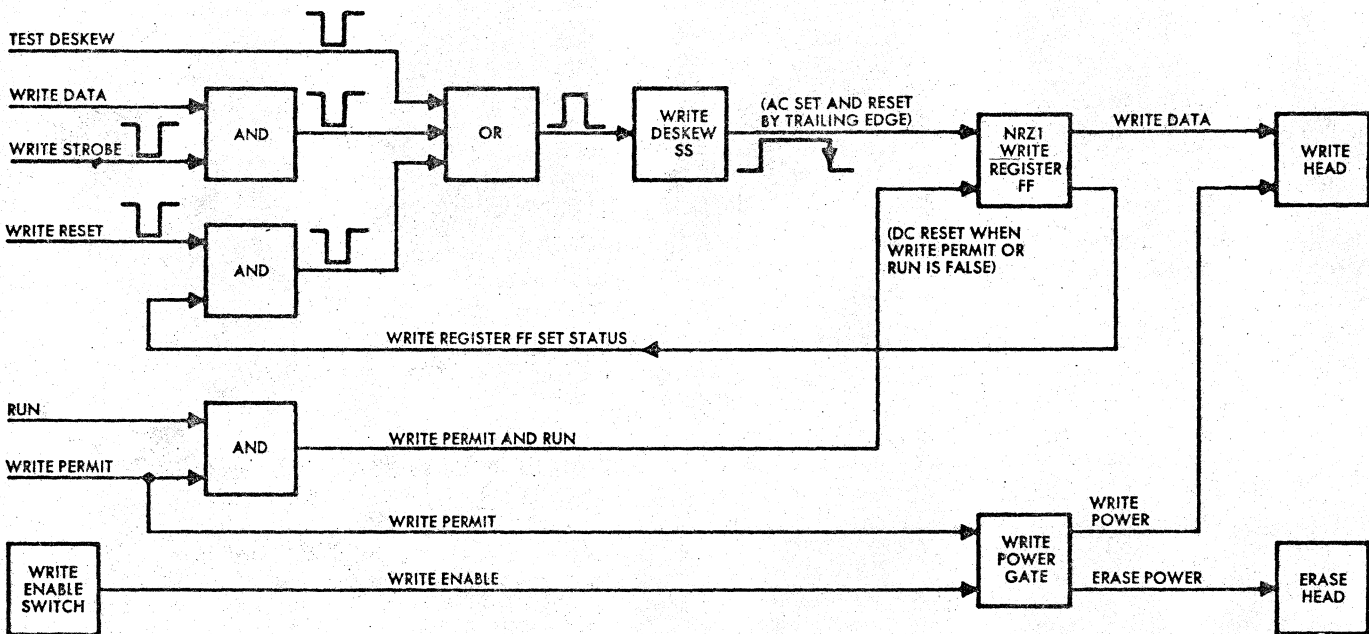 TEST DESKEW
WRITE DATA
WRITE STROBE
AND
OR
WRITE
DESKEW
SS
(AC SET AND RESET
BY TRAILING EDGE)
NRZ1
WRITE
REGISTER
FF
WRITE DATA
WRITE
HEAD
WRITE RESET
AND
(DC RESET WHEN
WRITE PERMIT OR
RUN IS FALSE)
WRITE REGISTER FF SET STATUS
RUN
WRITE PERMIT
AND
WRITE PERMIT AND RUN
WRITE PERMIT
WRITE
ENABLE
SWITCH
WRITE ENABLE
WRITE
POWER
GATE
WRITE
POWER
ERASE POWER
ERASE
HEAD